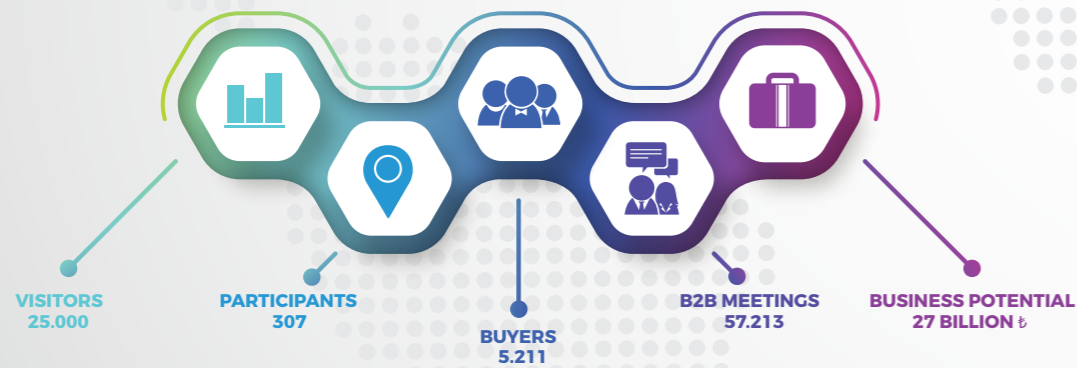 VISITORS
25.000
PARTICIPANTS
307
BUYERS
5.211
B2B MEETINGS
57.213
BUSINESS POTENTIAL
27 BILLION ₺